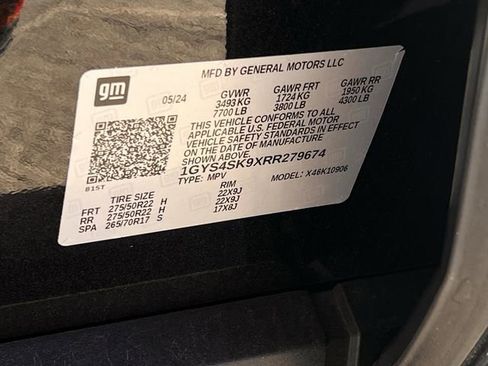 MFD BY GENERAL MOTORS LLC
gm
05/24 GVWR GAWR FRT GAWR RR
3493 KG 1724 KG 1950 KG
7700 LB 3800 LB 4300 LB
THIS VEHICLE CONFORMS TO ALL
APPLICABLE U.S. FEDERAL MOTOR
VEHICLE SAFETY STANDARDS IN EFFECT
ON THE DATE OF MANUFACTURE
SHOWN ABOVE.
1GYS4SK9XRR279674
TYPE: MPV MODEL: X46K10906
81ST
TIRE SIZE RIM
FRT 275/50R22 H 22X9J
RR 275/50R22 H 22X9J
SPA 265/70R17 S 17X8J